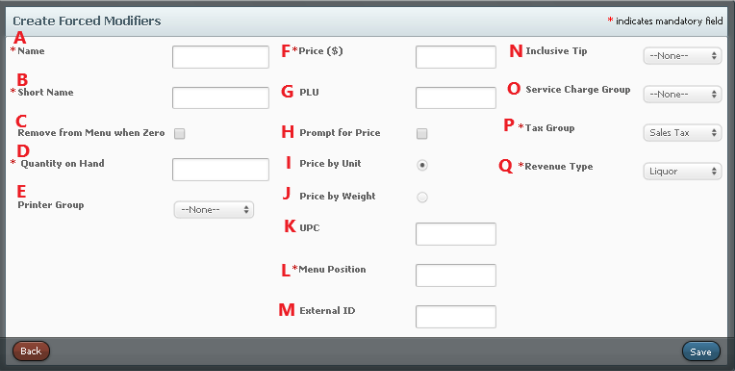 Create Forced Modifiers * indicates mandatory field
A
*Name
B
*Short Name
C
Remove from Menu when Zero
D
* Quantity on Hand
E
Printer Group --None--
F *Price ($)
G PLU
H Prompt for Price
I Price by Unit
J Price by Weight
K UPC
L *Menu Position
M External ID
N Inclusive Tip --None--
O Service Charge Group --None--
P *Tax Group Sales Tax
Q *Revenue Type Liquor
Back Save